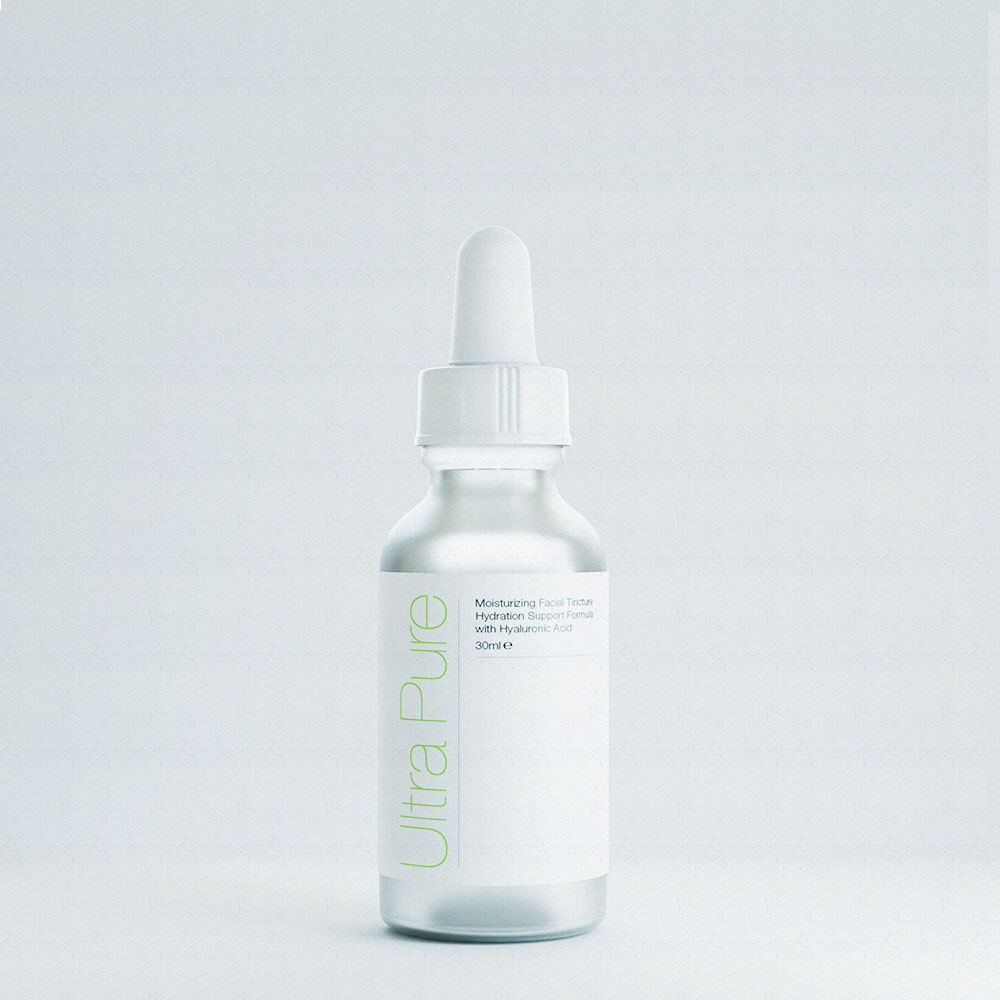 Ultra Pure
Moisturizing Facial Tincture
Hydration Support Formula
with Hyaluronic Acid
30ml ℮